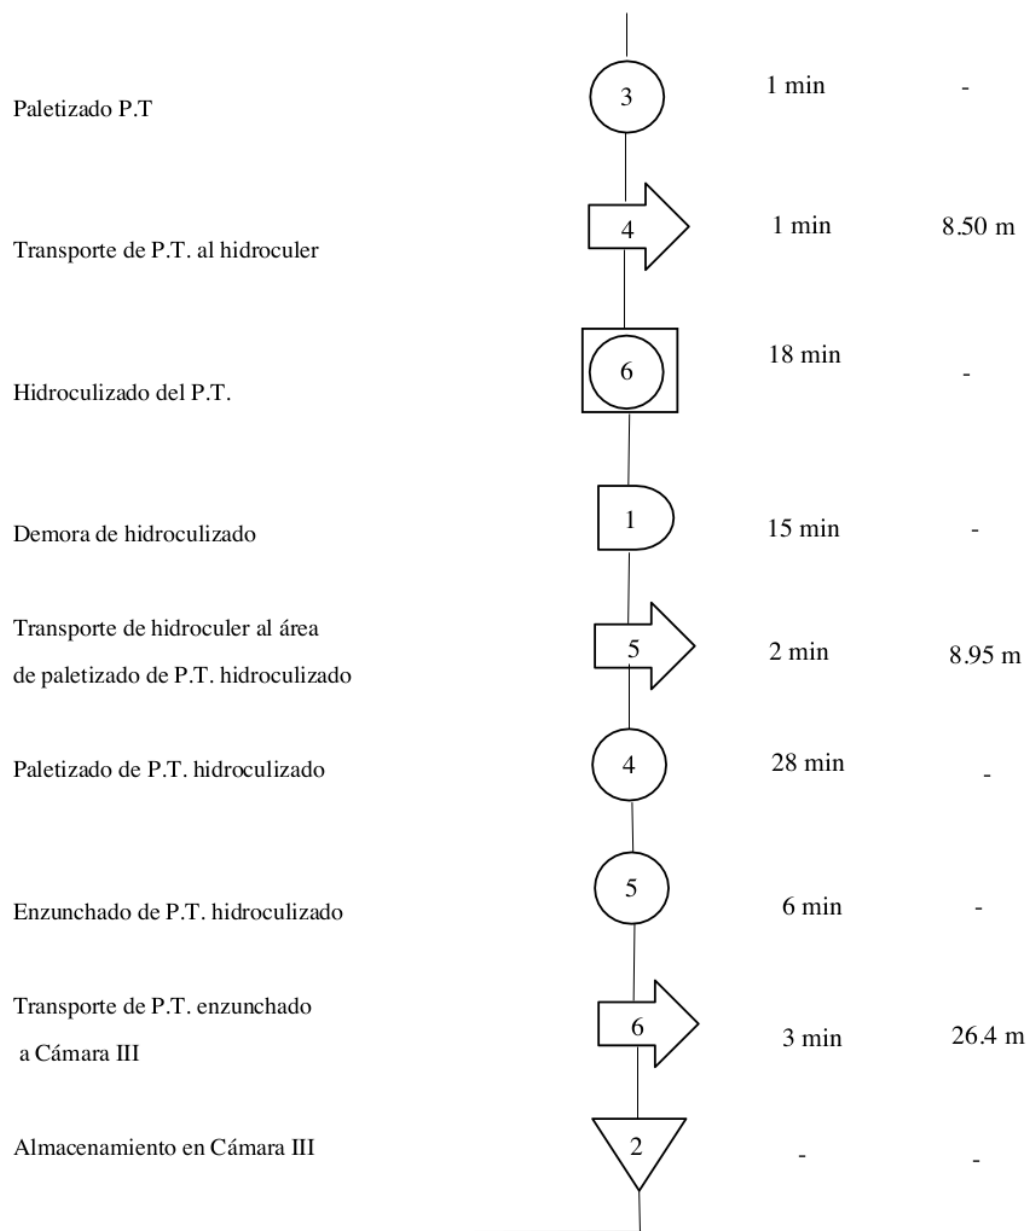 Paletizado P.T 3 1 min -
Transporte de P.T. al hidroculer 4 1 min 8.50 m
Hidroculizado del P.T. 6 18 min -
Demora de hidroculizado 1 15 min -
Transporte de hidroculer al área
de paletizado de P.T. hidroculizado 5 2 min 8.95 m
Paletizado de P.T. hidroculizado 4 28 min -
Enzunchado de P.T. hidroculizado 5 6 min -
Transporte de P.T. enzunchado
a Cámara III 6 3 min 26.4 m
Almacenamiento en Cámara III 2 - -